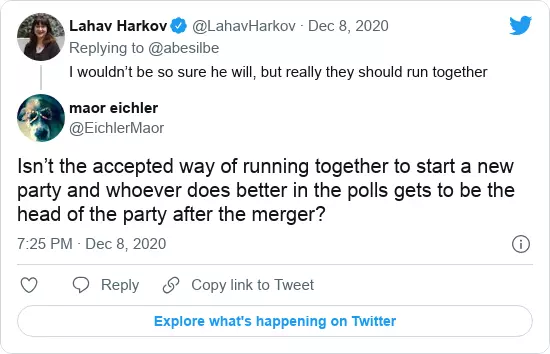 Lahav Harkov @LahavHarkov · Dec 8, 2020
Replying to @abesilbe
I wouldn’t be so sure he will, but really they should run together
maor eichler
@EichlerMaor
Isn’t the accepted way of running together to start a new
party and whoever does better in the polls gets to be the
head of the party after the merger?
7:25 PM · Dec 8, 2020
Reply
Copy link to Tweet
Explore what's happening on Twitter